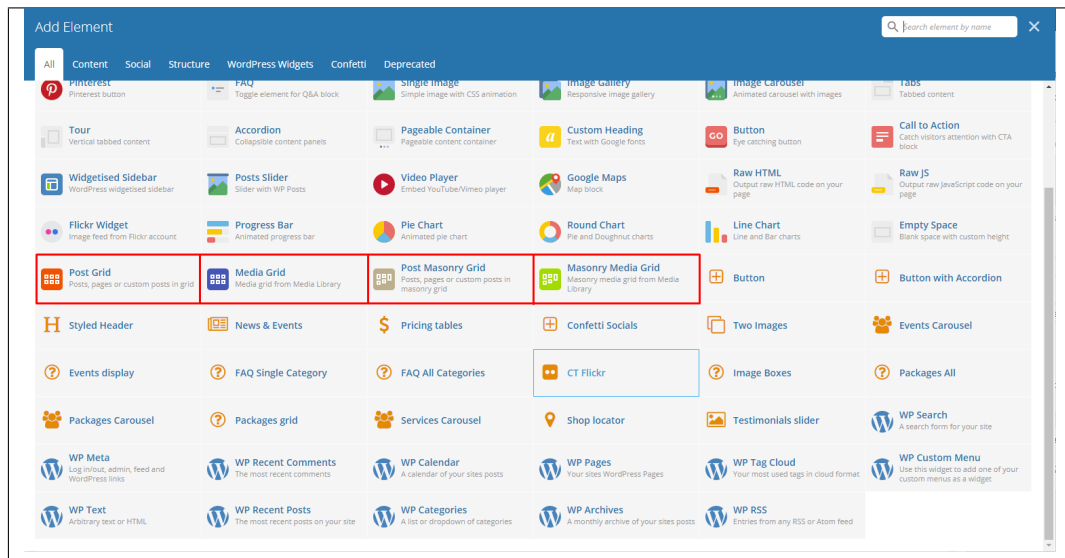 Add Element
Search element by name
All Content Social Structure WordPress Widgets Confetti Deprecated
Pinterest FAQ Single Image Image Gallery Image Carousel Tabs
Pinterest button Toggle element for Q&A block Simple image with CSS animation Responsive image gallery Animated carousel with images Tabbed content
Tour
Vertical tabbed content
Accordion
Collapsible content panels
Pageable Container
Pageable content container
a
Custom Heading
Text with Google fonts
GO
Button
Eye catching button
Call to Action
Catch visitors attention with CTA
block
Widgetised Sidebar
WordPress widgetised sidebar
Posts Slider
Slider with WP Posts
Video Player
Embed YouTube/Vimeo player
Google Maps
Map block
Raw HTML
Output raw HTML code on your
page
Raw JS
Output raw JavaScript code on your
page
Flickr Widget
Image feed from Flickr account
Progress Bar
Animated progress bar
Pie Chart
Animated pie chart
Round Chart
Pie and Doughnut charts
Line Chart
Line and Bar charts
Empty Space
Blank space with custom height
Post Grid
Posts, pages or custom posts in grid
Media Grid
Media grid from Media Library
Post Masonry Grid
Posts, pages or custom posts in
masonry grid
Masonry Media Grid
Masonry media grid from Media
Library
Button
Button with Accordion
H Styled Header
News & Events
$ Pricing tables
Confetti Socials
Two Images
Events Carousel
? Events display
? FAQ Single Category
? FAQ All Categories
CT Flickr
? Image Boxes
? Packages All
Packages Carousel
? Packages grid
Services Carousel
Shop locator
Testimonials slider
WP Search
A search form for your site
WP Meta
Log in/out, admin, feed and
WordPress links
WP Recent Comments
The most recent comments
WP Calendar
A calendar of your sites posts
WP Pages
Your sites WordPress Pages
WP Tag Cloud
Your most used tags in cloud format
WP Custom Menu
Use this widget to add one of your
custom menus as a widget
WP Text
Arbitrary text or HTML
WP Recent Posts
The most recent posts on your site
WP Categories
A list or dropdown of categories
WP Archives
A monthly archive of your sites posts
WP RSS
Entries from any RSS or Atom feed